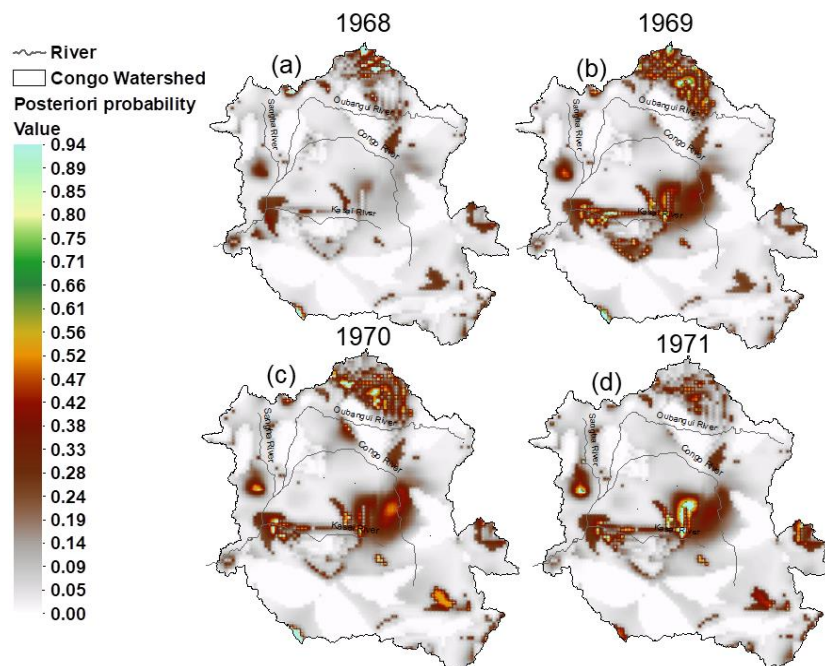 River
Congo Watershed
Posteriori probability
Value
0.94
0.89
0.84
0.80
0.75
0.71
0.66
0.61
0.56
0.52
0.47
0.42
0.38
0.33
0.28
0.24
0.19
0.14
0.09
0.05
0.00
1968
(a)
Sangha River
Oubangui River
Congo River
Kasai River
1969
(b)
Sangha River
Oubangui River
Congo River
Kasai River
1970
(c)
Sangha River
Oubangui River
Congo River
Kasai River
1971
(d)
Sangha River
Oubangui River
Congo River
Kasai River